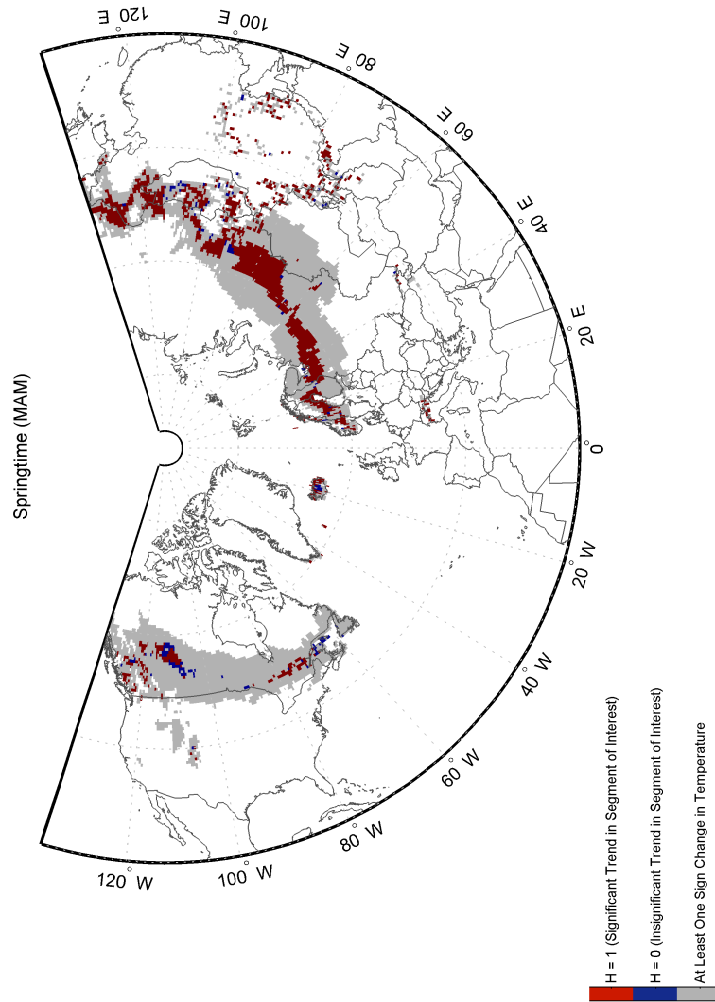 Springtime (MAM)
120 E
100 E
80 E
60 E
40 E
20 E
0
20 W
40 W
60 W
80 W
100 W
120 W
H = 1 (Significant Trend in Segment of Interest)
H = 0 (Insignificant Trend in Segment of Interest)
At Least One Sign Change in Temperature